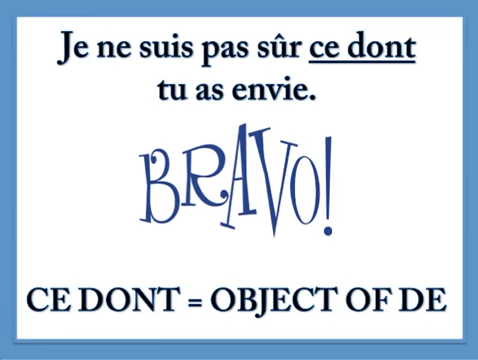 Je ne suis pas sûr ce dont
tu as envie.
BRAVO!
CE DONT = OBJECT OF DE